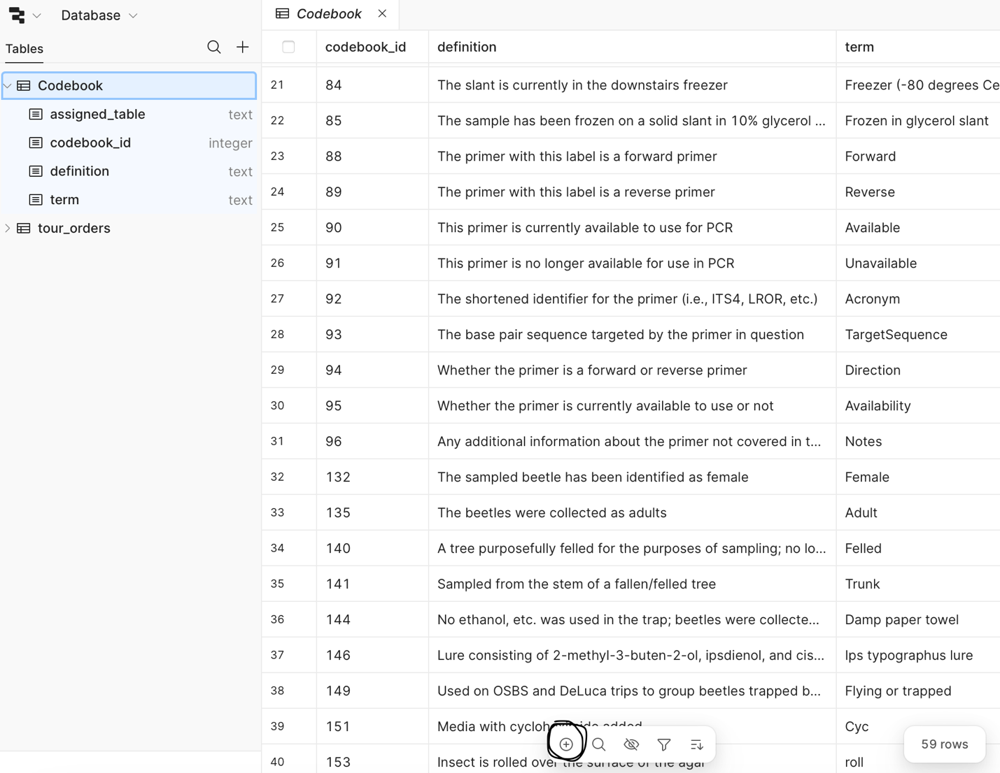 Database
Codebook
Tables
codebook_id definition term
Codebook
assigned_table text
codebook_id integer
definition text
term text
tour_orders
21 84 The slant is currently in the downstairs freezer Freezer (-80 degrees Ce
22 85 The sample has been frozen on a solid slant in 10% glycerol ... Frozen in glycerol slant
23 88 The primer with this label is a forward primer Forward
24 89 The primer with this label is a reverse primer Reverse
25 90 This primer is currently available to use for PCR Available
26 91 This primer is no longer available for use in PCR Unavailable
27 92 The shortened identifier for the primer (i.e., ITS4, LROR, etc.) Acronym
28 93 The base pair sequence targeted by the primer in question TargetSequence
29 94 Whether the primer is a forward or reverse primer Direction
30 95 Whether the primer is currently available to use or not Availability
31 96 Any additional information about the primer not covered in t... Notes
32 132 The sampled beetle has been identified as female Female
33 135 The beetles were collected as adults Adult
34 140 A tree purposefully felled for the purposes of sampling; no lo... Felled
35 141 Sampled from the stem of a fallen/felled tree Trunk
36 144 No ethanol, etc. was used in the trap; beetles were collecte... Damp paper towel
37 146 Lure consisting of 2-methyl-3-buten-2-ol, ipsdienol, and cis... Ips typographus lure
38 149 Used on OSBS and DeLuca trips to group beetles trapped b... Flying or trapped
39 151 Media with added Cyc
40 153 Insect is rolled over the surface of the agar roll
59 rows